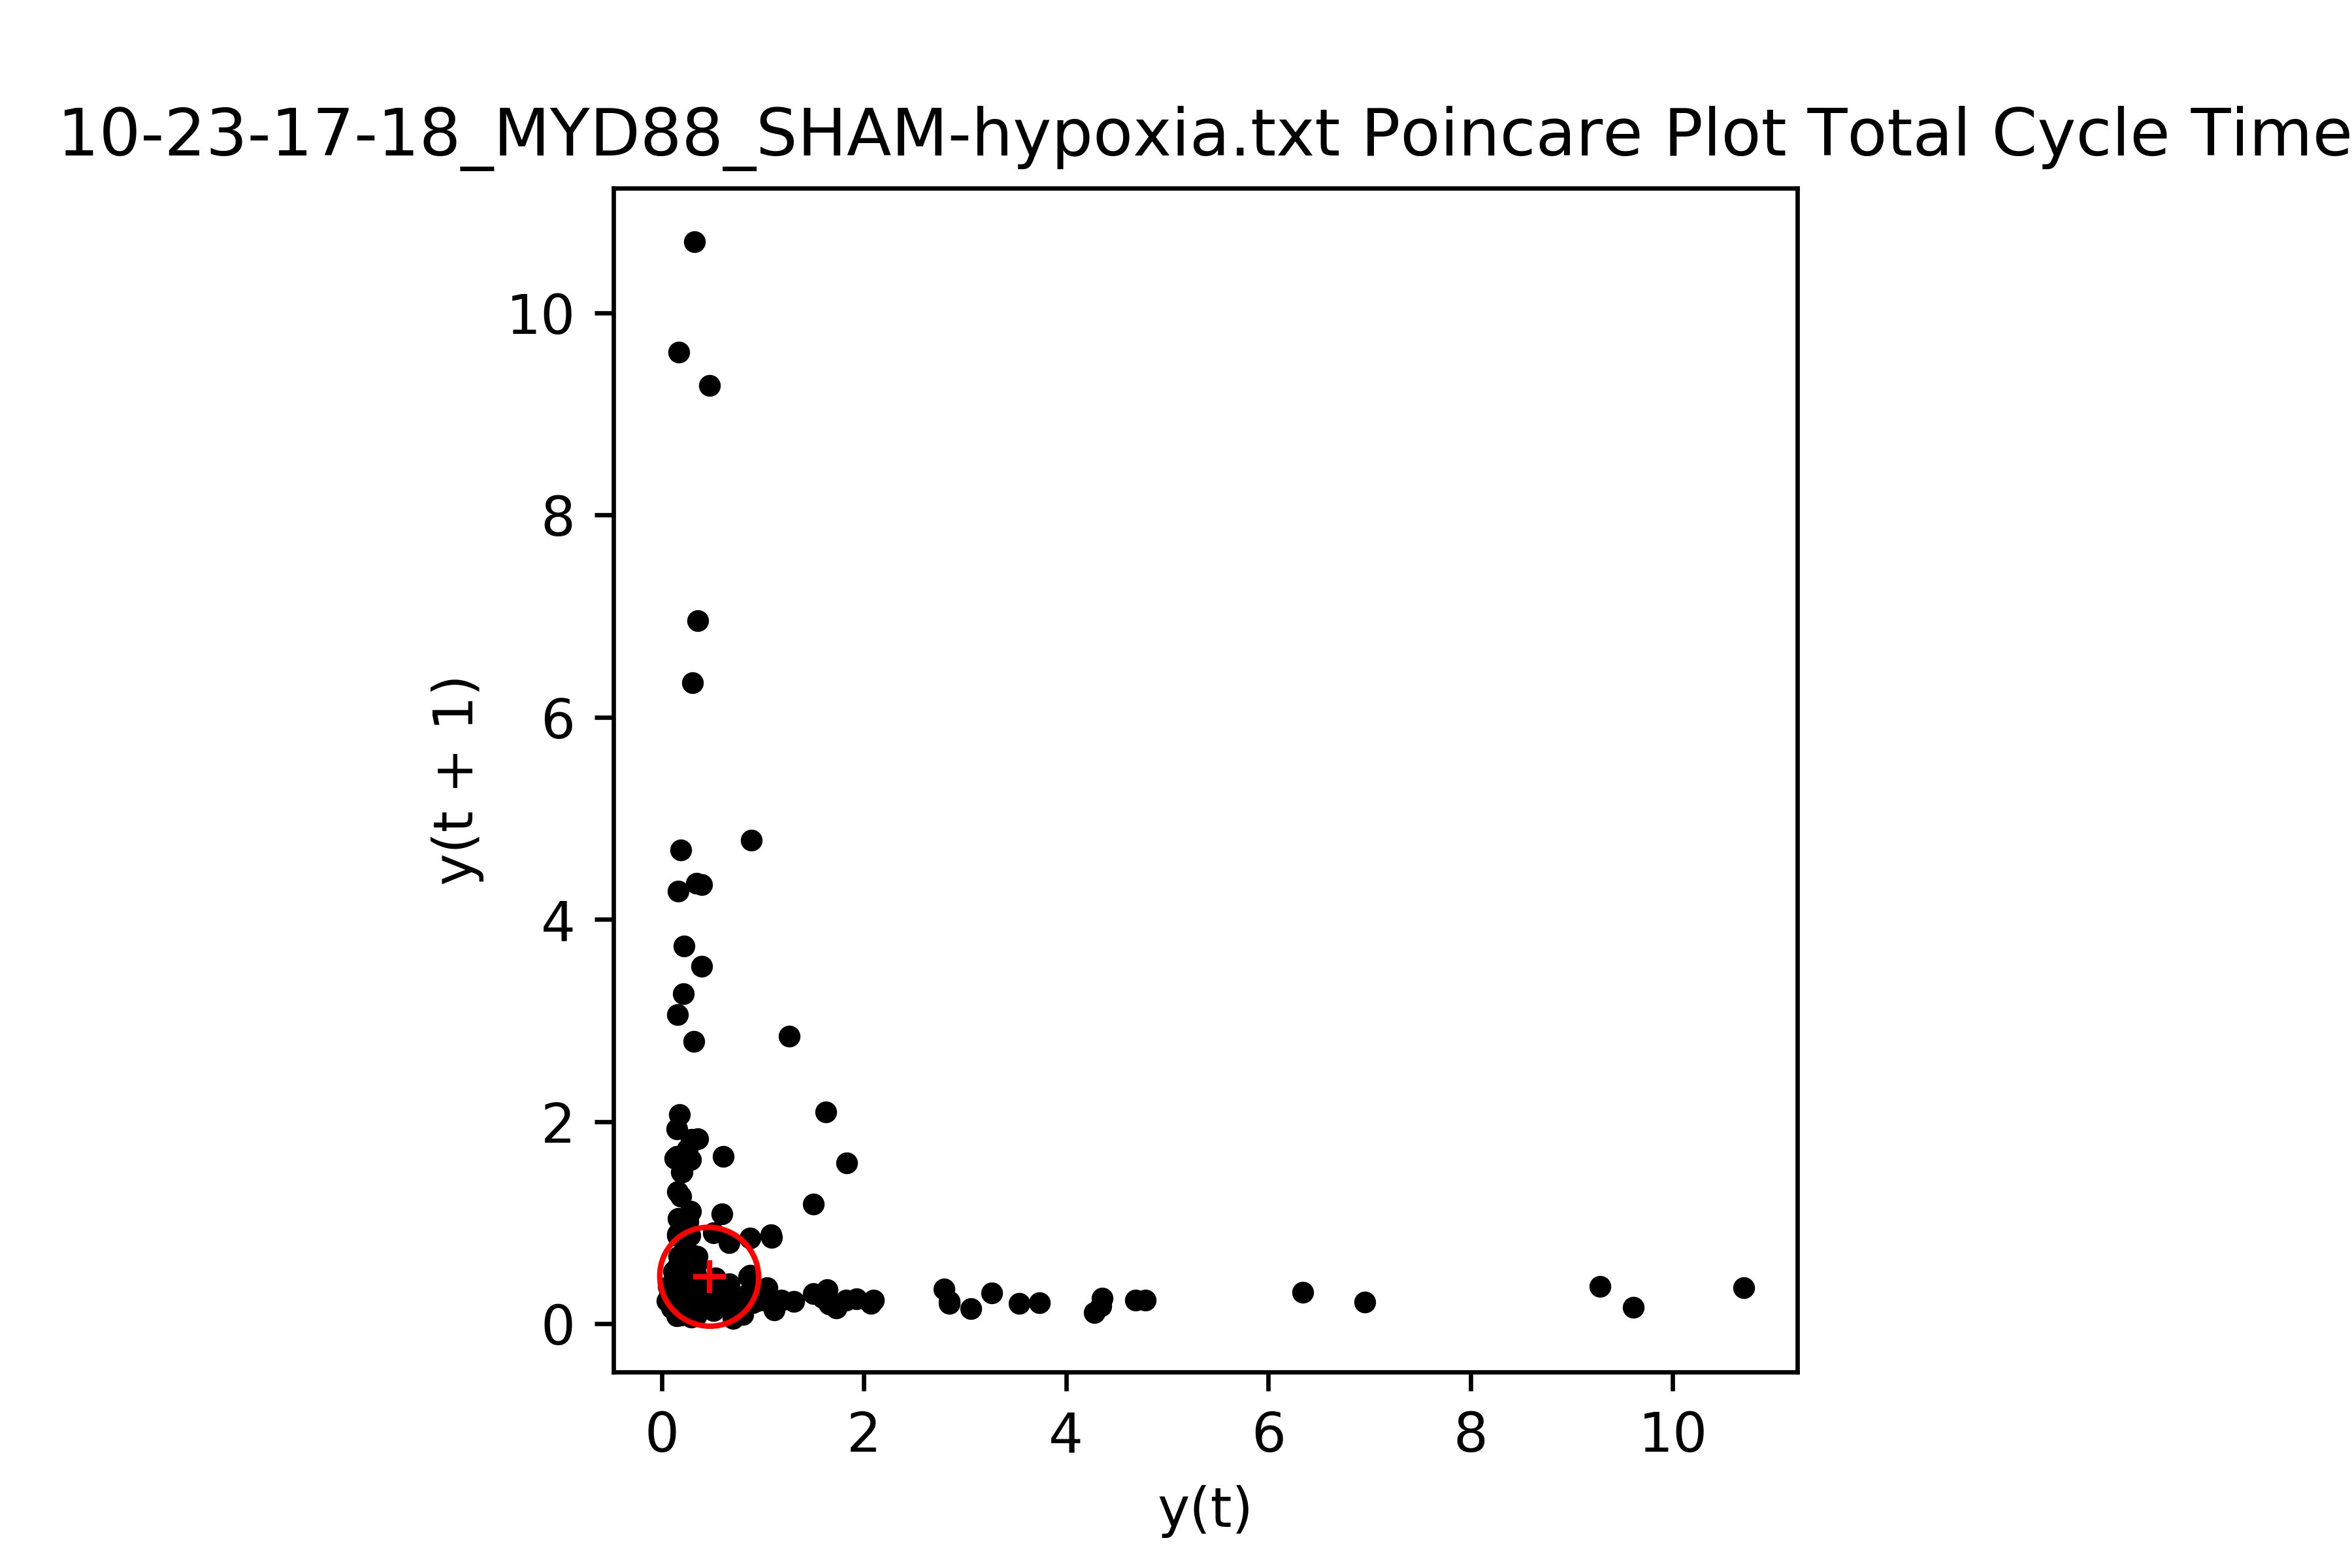 10-23-17-18_MYD88_SHAM-hypoxia.txt Poincare Plot Total Cycle Time
10
8
6
4
2
0
y(t + 1)
0 2 4 6 8 10
y(t)